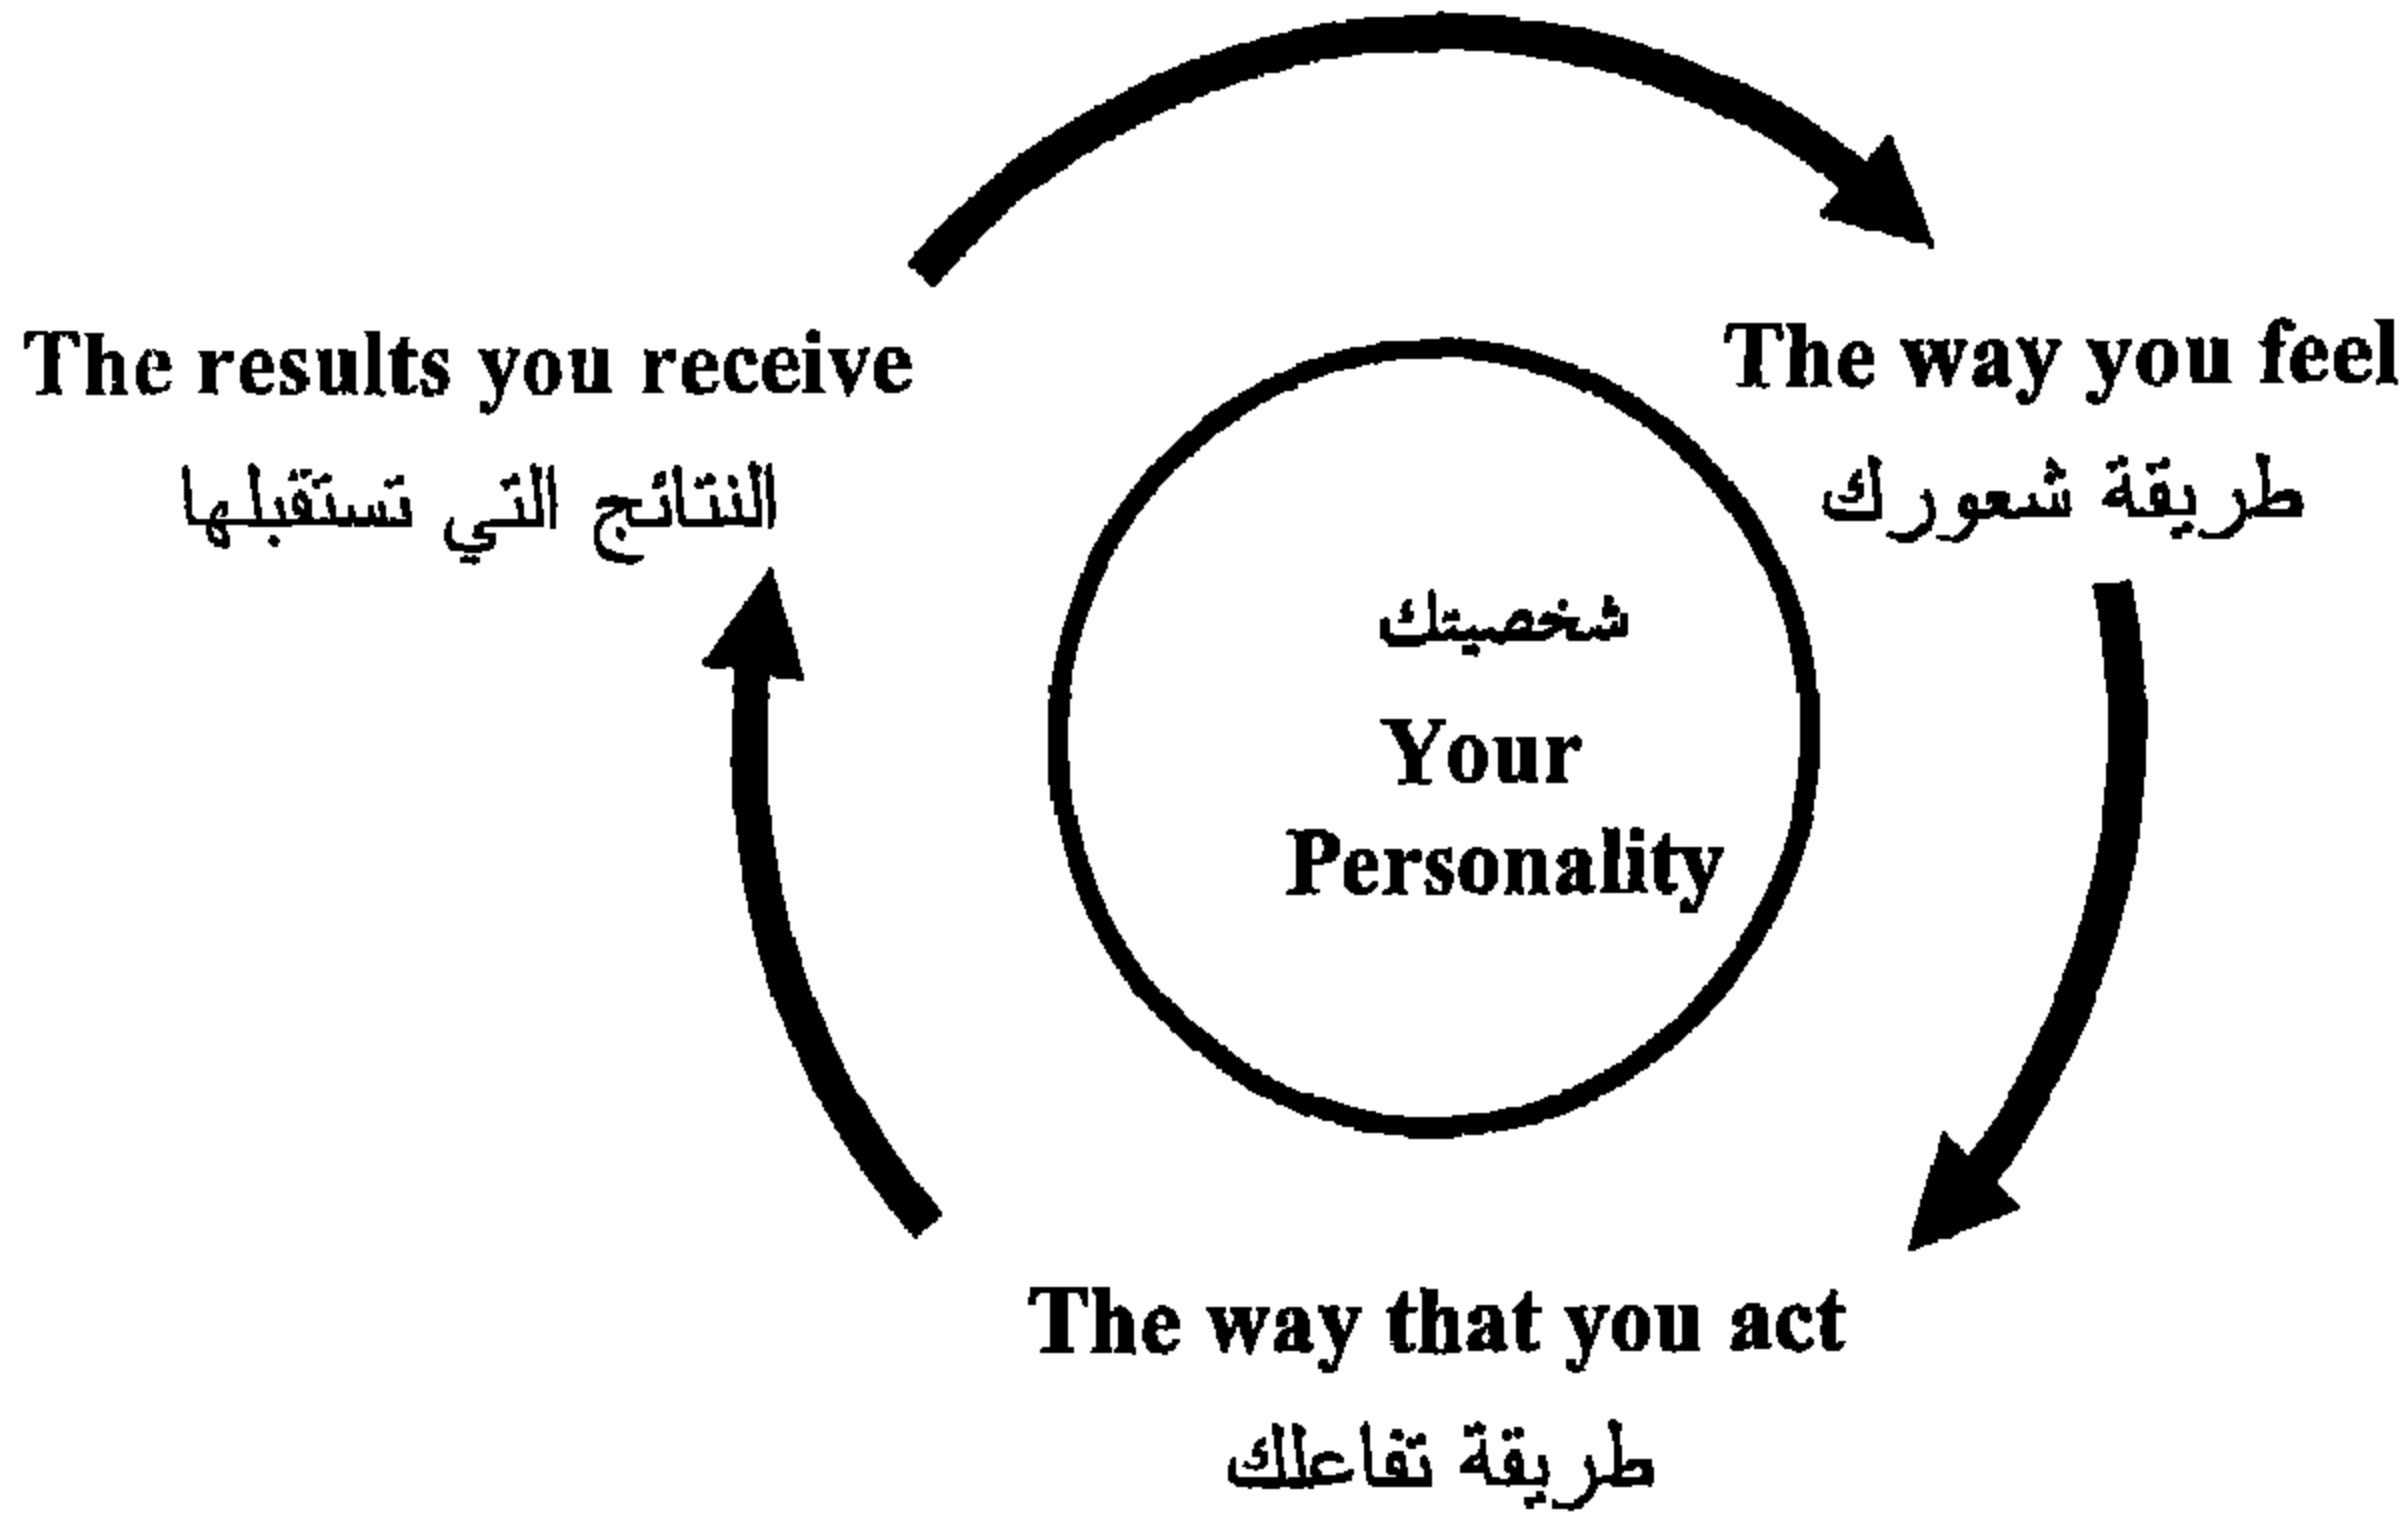 The results you receive
النتائج التي تستقبلها
The way you feel
طريقة شعورك
شخصيتك
Your
Personality
The way that you act
طريقة تفاعلك